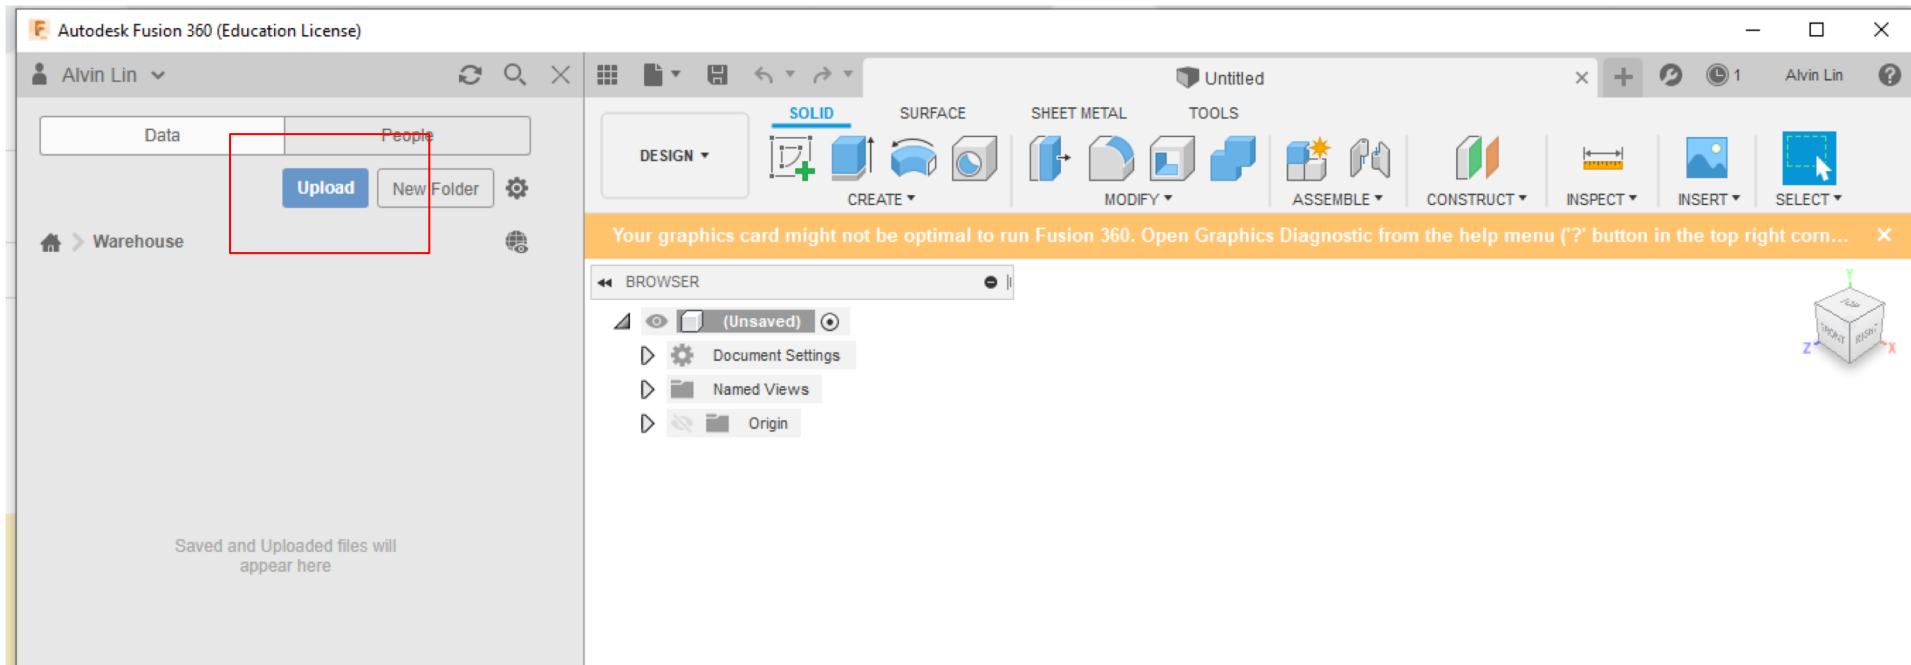 Autodesk Fusion 360 (Education License)
Alvin Lin
Data People
Upload New Folder
Warehouse
Saved and Uploaded files will
appear here
Untitled
1 Alvin Lin ?
SOLID SURFACE SHEET METAL TOOLS
DESIGN
CREATE MODIFY ASSEMBLE CONSTRUCT INSPECT INSERT SELECT
Your graphics card might not be optimal to run Fusion 360. Open Graphics Diagnostic from the help menu ('?' button in the top right corn...
BROWSER
(Unsaved)
Document Settings
Named Views
Origin
Y
TOP
FRONT RIGHT
Z X